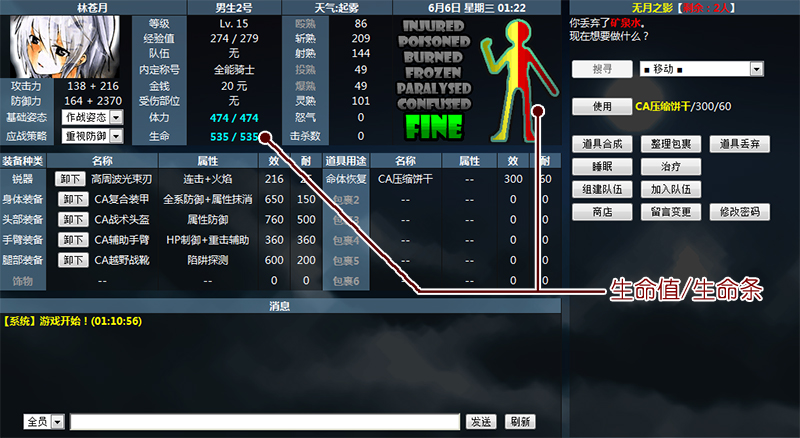 林苍月 男生2号 天气:起雾 6月6日 星期三 01:22 无月之影【剩余:2人】
等级 Lv. 15 殴熟 86
经验值 274 / 279 斩熟 209
队伍 无 射熟 144
内定称号 全能骑士 投熟 49
攻击力 138 + 216 金钱 20 元 爆熟 49
防御力 164 + 2370 受伤部位 无 灵熟 101
基础姿态 作战姿态 体力 474 / 474 怒气 0
应战策略 重视防御 生命 535 / 535 击杀数 0
INJURED
POISONED
BURNED
FROZEN
PARALYSED
CONFUSED
FINE
你丢弃了矿泉水。
现在想要做什么？
搜寻 ■ 移动 ■
使用 CA压缩饼干/300/60
道具合成 整理包裹 道具丢弃
睡眠 治疗
组建队伍 加入队伍
商店 留言变更 修改密码
装备种类 名称 属性 效 耐 道具用途 名称 属性 效 耐
锐器 卸下 高周波光束刃 连击+火焰 216 命体恢复 CA压缩饼干 -- 300 60
身体装备 卸下 CA复合装甲 全系防御+属性抹消 650 150 包裹2 -- -- 0 0
头部装备 卸下 CA战术头盔 属性防御 760 500 -- -- 0 0
手臂装备 卸下 CA辅助手臂 HP制御+重击辅助 360 360 包裹4 -- -- 0 0
腿部装备 卸下 CA越野战靴 陷阱探测 600 200 包裹5 -- -- 0 0
饰物 -- -- 0 0 包裹6 -- -- 0 0
生命值/生命条
消息
【系统】游戏开始！(01:10:56)
全员 发送 刷新